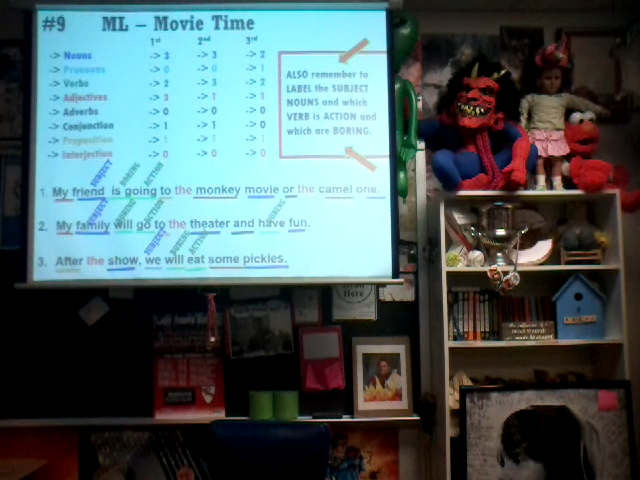 #9 ML – Movie Time
1st 2nd 3rd
-> Nouns -> 3 -> 3 -> 2
-> Pronouns -> 0 -> 0 -> 1
-> Verbs -> 2 -> 3 -> 2
-> Adjectives -> 3 -> 1 -> 1
-> Adverbs -> 0 -> 0 -> 0
-> Conjunction -> 1 -> 1 -> 0
-> Preposition -> 1 -> 1 -> 1
-> Interjection -> 0 -> 0 -> 0
ALSO remember to
LABEL the SUBJECT
NOUNS and which
VERB is ACTION and
which are BORING.
SUBJECT BORING ACTION
1. My friend is going to the monkey movie or the camel one.
SUBJECT BORING ACTION BORING
2. My family will go to the theater and have fun.
SUBJECT BORING ACTION
3. After the show, we will eat some pickles.